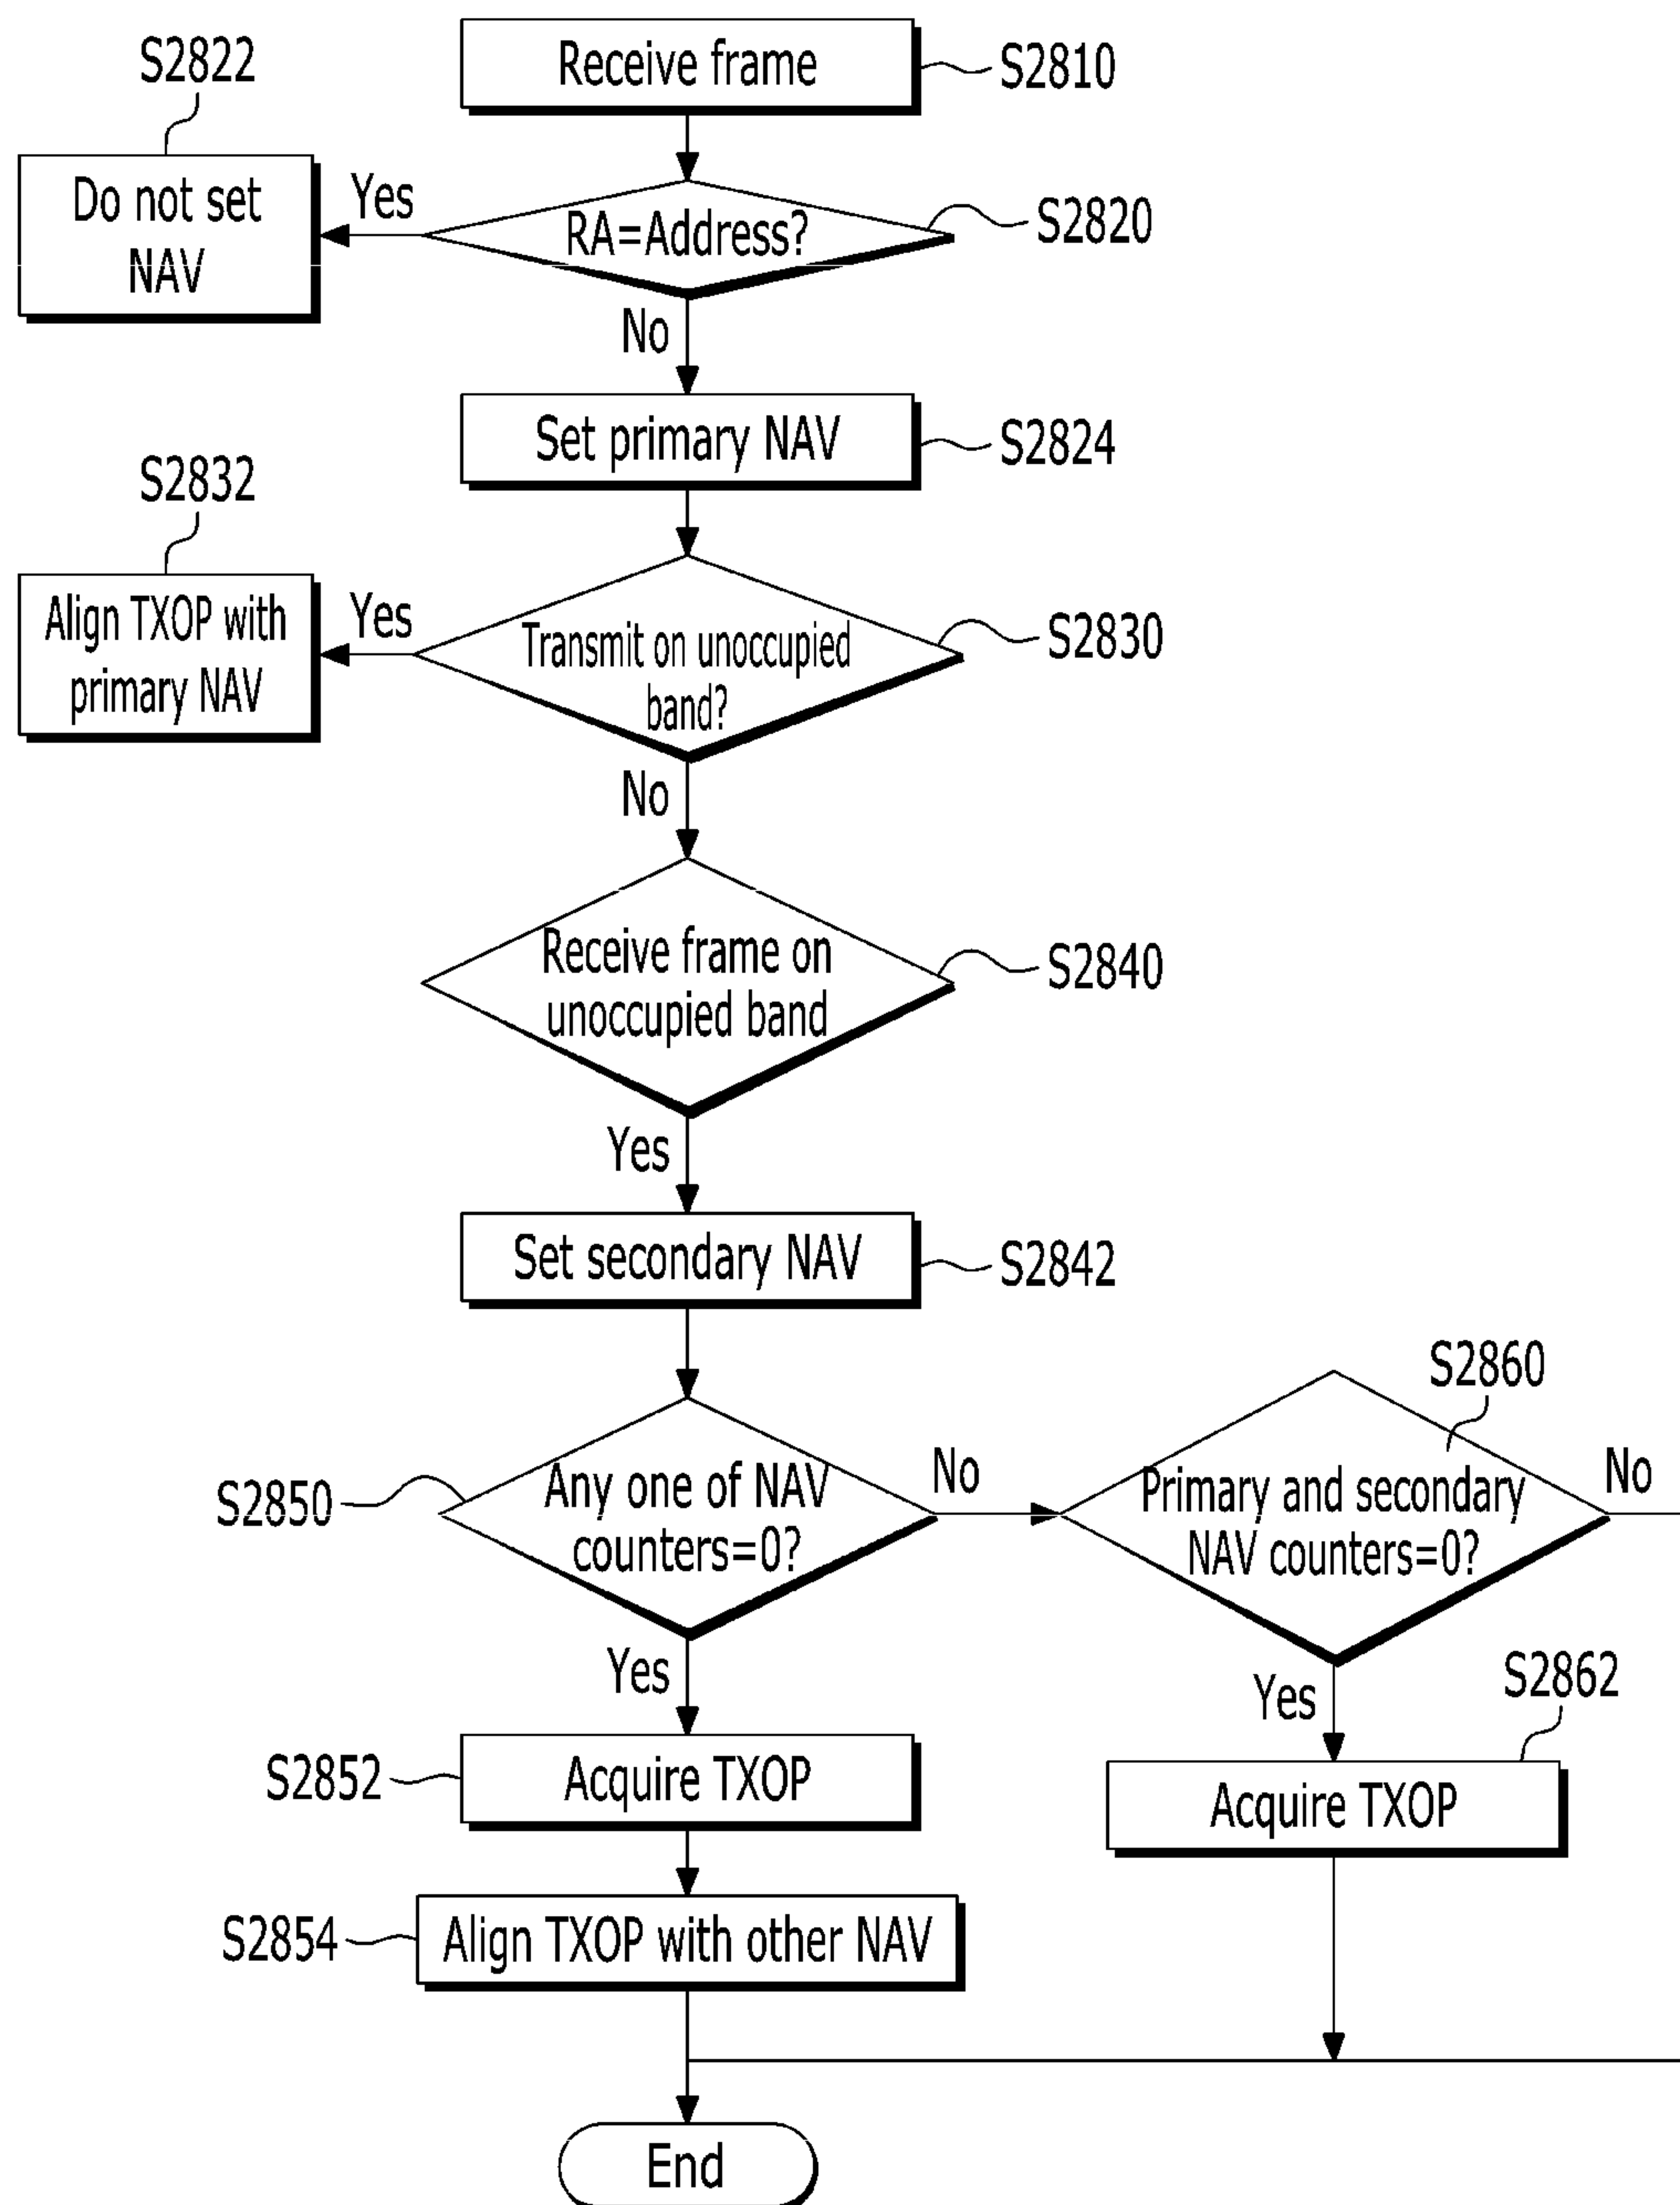 Receive frame
S2810
S2822
Do not set
NAV
Yes
RA=Address?
S2820
No
Set primary NAV
S2824
S2832
Align TXOP with
primary NAV
Yes
Transmit on unoccupied
band?
S2830
No
Receive frame on
unoccupied band
S2840
Yes
Set secondary NAV
S2842
S2850
Any one of NAV
counters=0?
No
S2860
Primary and secondary
NAV counters=0?
No
Yes
Yes
S2862
S2852
Acquire TXOP
Acquire TXOP
S2854
Align TXOP with other NAV
End